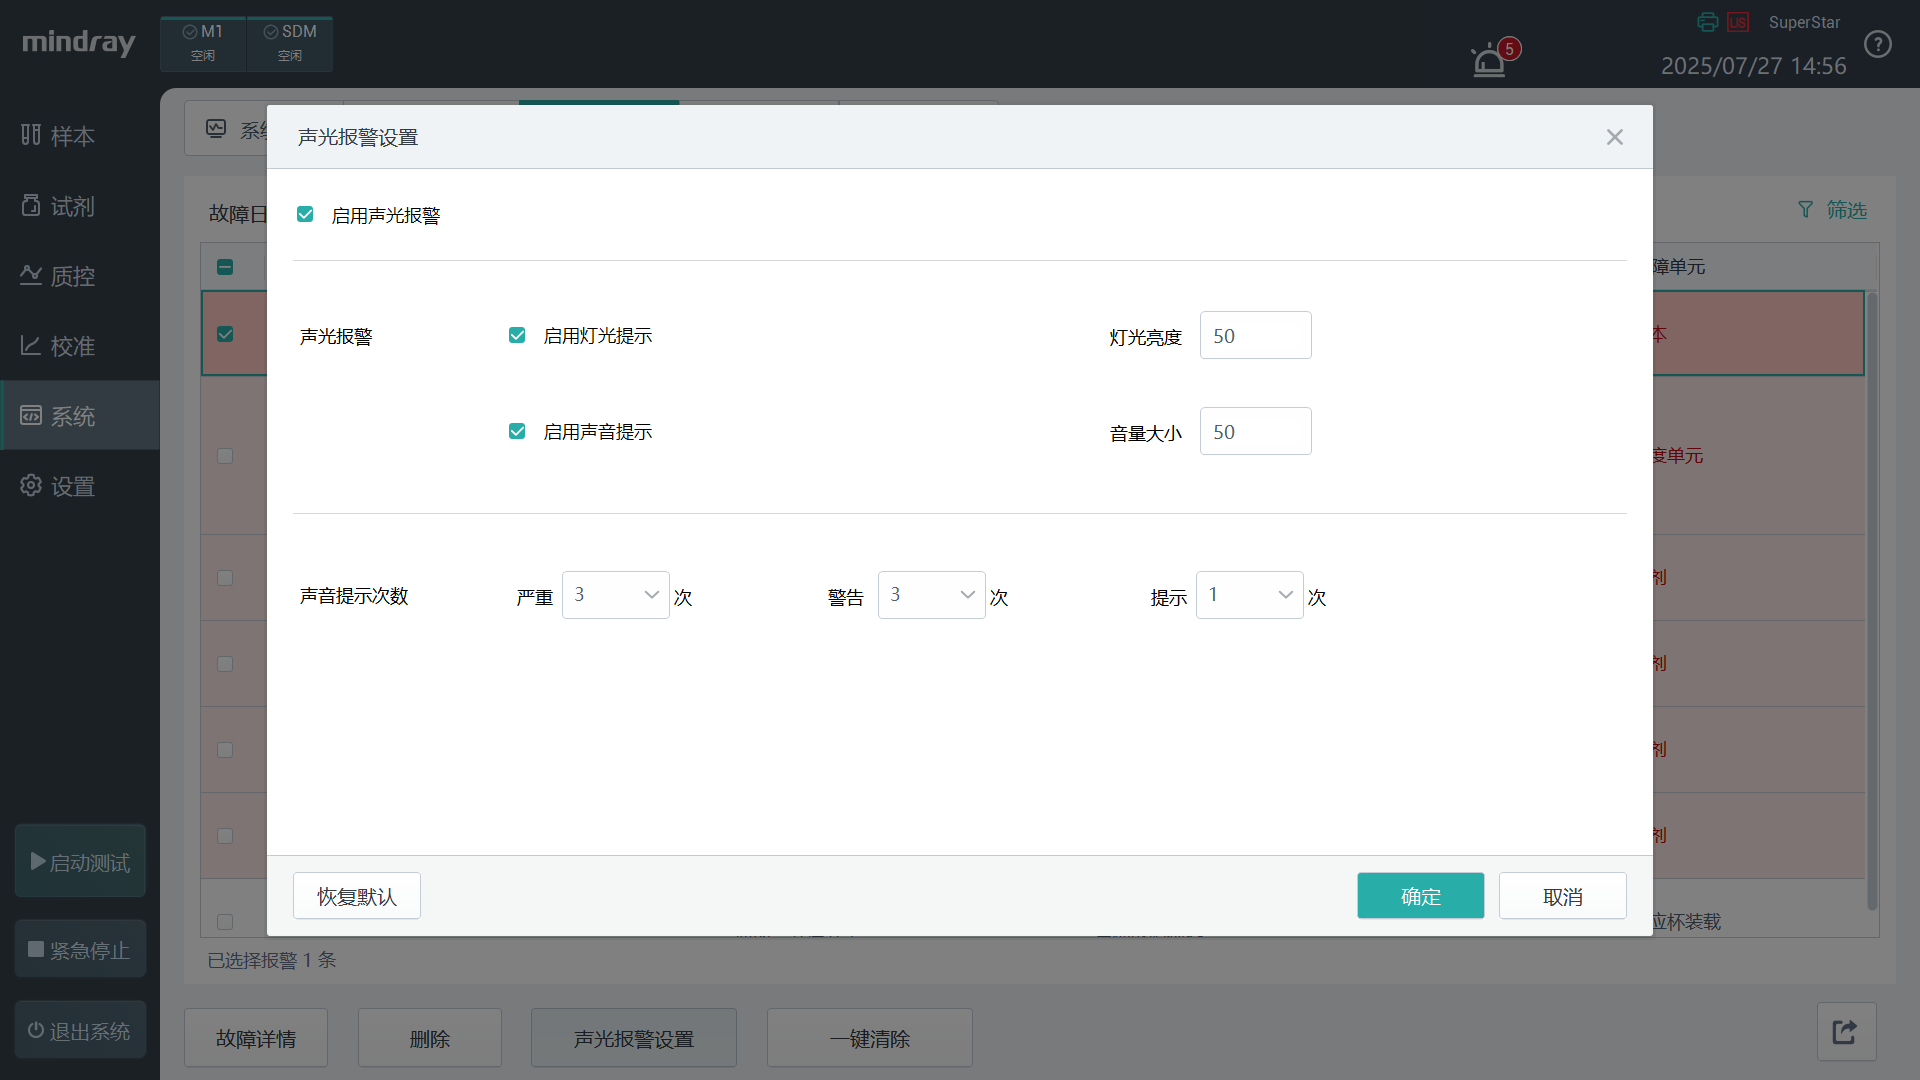 mindray
M1
空闲
SDM
空闲
5
LIS
SuperStar
2025/07/27 14:56
样本
试剂
质控
校准
系统
设置
启动测试
紧急停止
退出系统
声光报警设置
启用声光报警
声光报警
启用灯光提示
灯光亮度
50
启用声音提示
音量大小
50
声音提示次数
严重
3
次
警告
3
次
提示
1
次
恢复默认
确定
取消
故障日
筛选
障单元
本
度单元
剂
剂
剂
剂
应杯装载
已选择报警 1 条
故障详情
删除
声光报警设置
一键清除